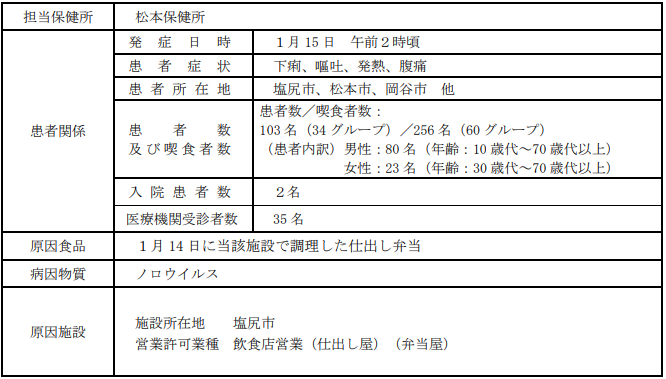 担当保健所 松本保健所
患者関係
発症日時 １月15日　午前２時頃
患者症状 下痢、嘔吐、発熱、腹痛
患者所在地 塩尻市、松本市、岡谷市　他
患者数
及び喫食者数
患者数／喫食者数：
103名（34グループ）／256名（60グループ）
（患者内訳）男性：80名（年齢：10歳代～70歳代以上）
女性：23名（年齢：30歳代～70歳代以上）
入院患者数 ２名
医療機関受診者数 35名
原因食品 １月14日に当該施設で調理した仕出し弁当
病因物質 ノロウイルス
原因施設
施設所在地　塩尻市
営業許可業種　飲食店営業（仕出し屋）（弁当屋）